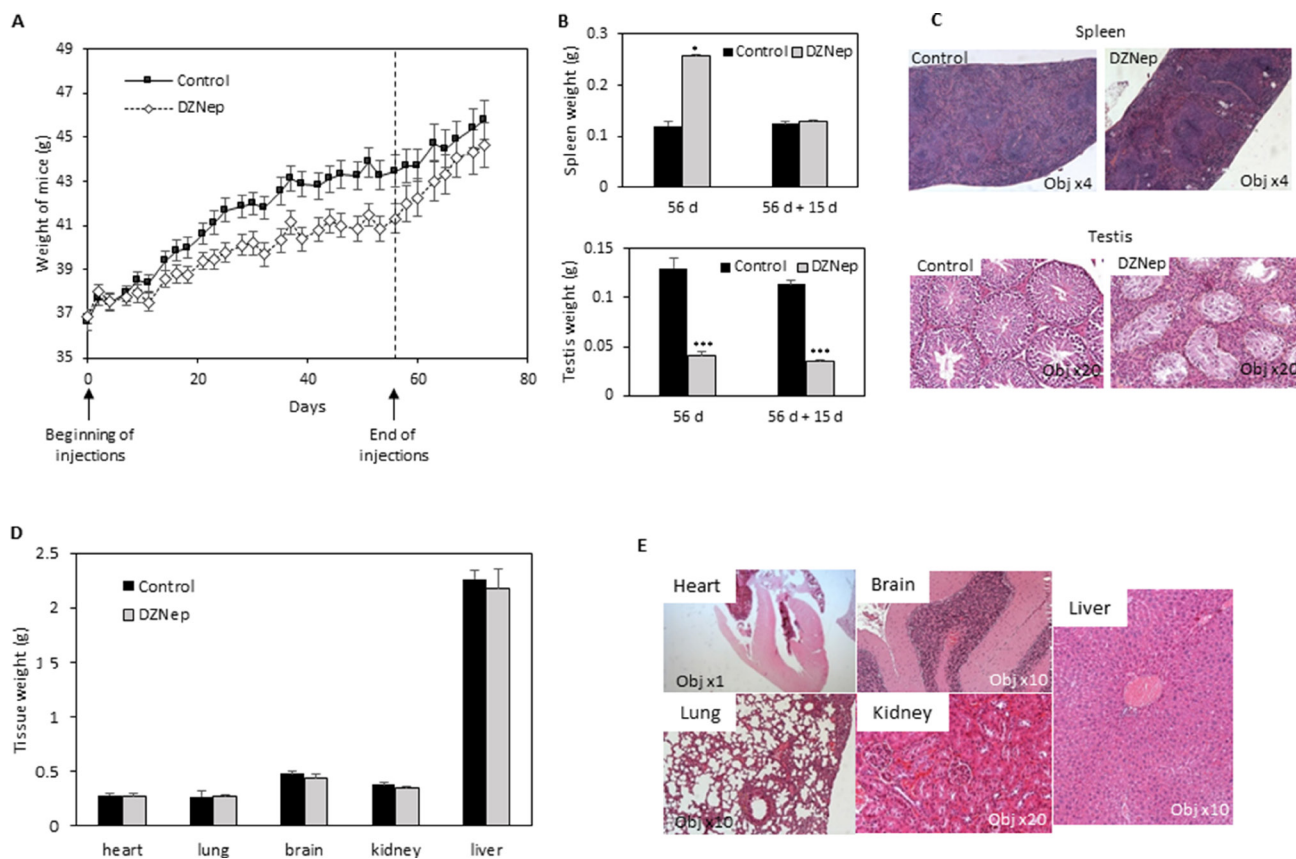 A
49
47
45
43
41
39
37
35
Weight of mice (g)
Control
DZNep
0
20
40
60
80
Days
Beginning of
injections
End of
injections
B
0.3
0.2
0.1
0
Spleen weight (g)
Control
DZNep
*
56 d
56 d + 15 d
0.15
0.1
0.05
0
Testis weight (g)
Control
DZNep
***
***
56 d
56 d + 15 d
C
Spleen
Control
Obj x4
DZNep
Obj x4
Testis
Control
Obj x20
DZNep
Obj x20
D
2.5
2
1.5
1
0.5
0
Tissue weight (g)
Control
DZNep
heart
lung
brain
kidney
liver
E
Heart
Obj x1
Brain
Obj x10
Liver
Obj x10
Lung
Obj x10
Kidney
Obj x20